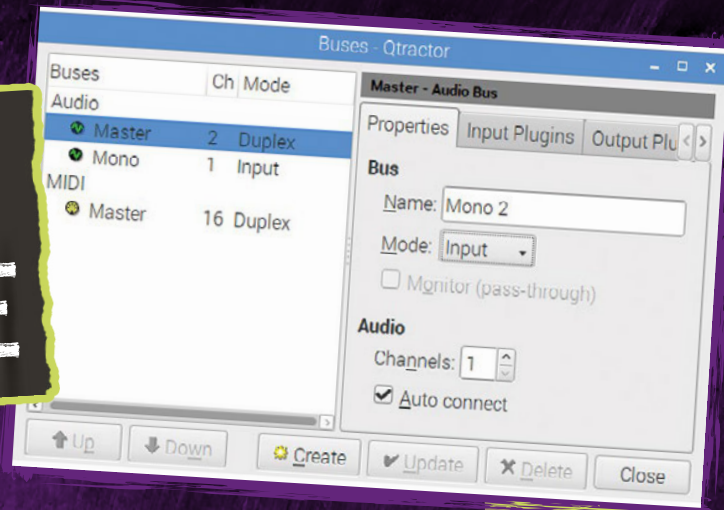 Buses - Qtractor
Buses Ch Mode
Audio
Master 2 Duplex
Mono 1 Input
MIDI
Master 16 Duplex
Master - Audio Bus
Properties Input Plugins Output Plu
Bus
Name: Mono 2
Mode: Input
Monitor (pass-through)
Audio
Channels: 1
Auto connect
Up Down Create Update Delete Close